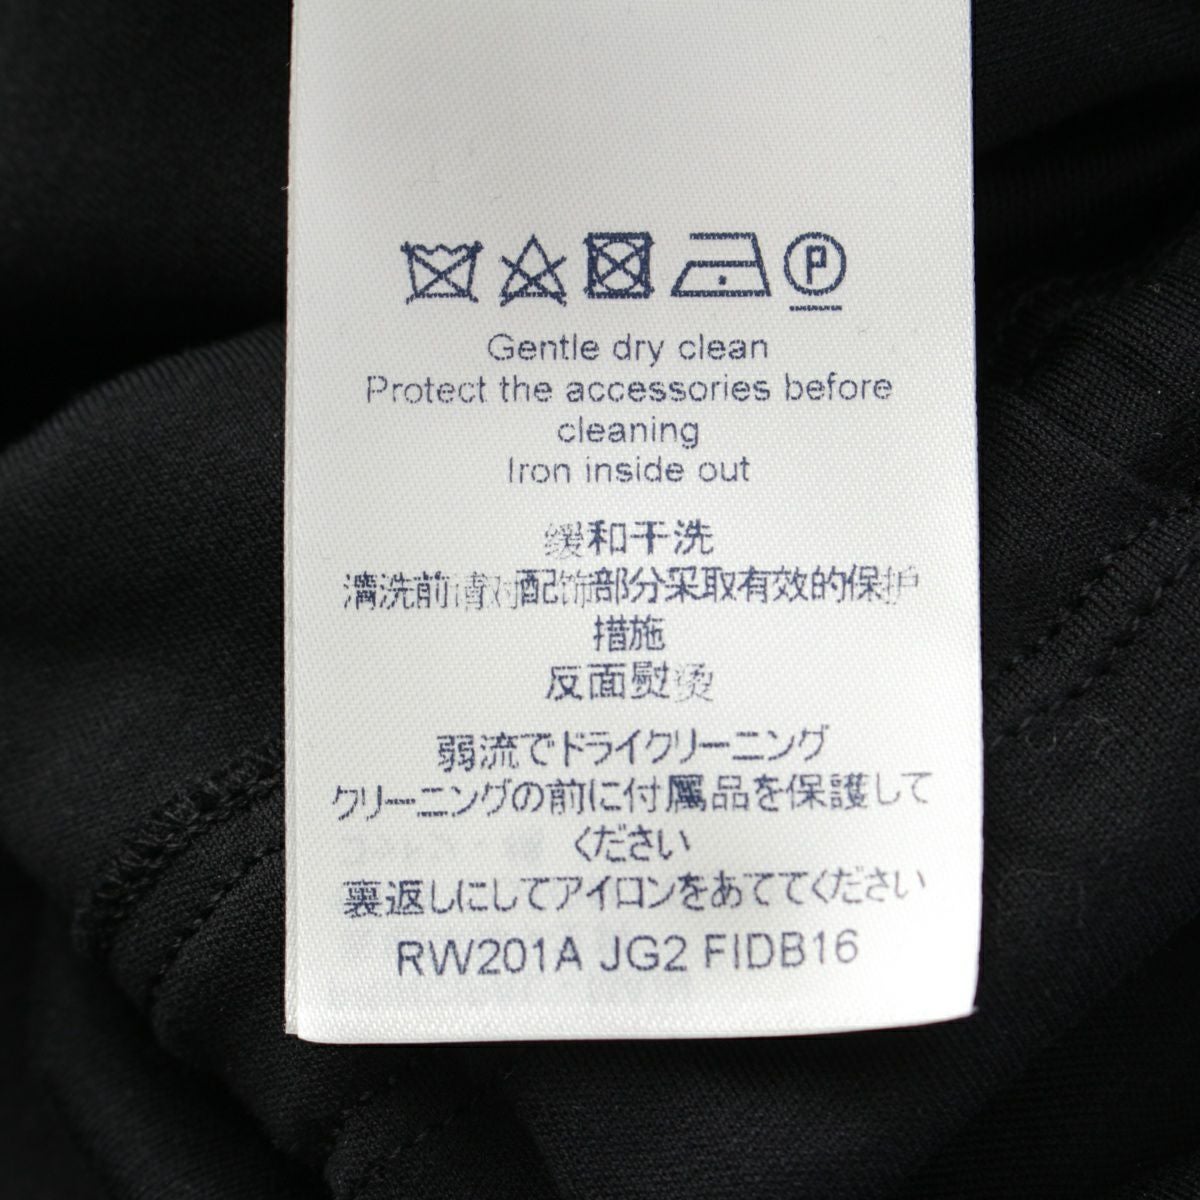 P
Gentle dry clean
Protect the accessories before
cleaning
Iron inside out
缓和干洗
清洗前请对配饰部分采取有效的保护
措施
反面熨烫
弱流でドライクリーニング
クリーニングの前に付属品を保護して
ください
裏返しにしてアイロンをあててください
RW201A JG2 FIDB16